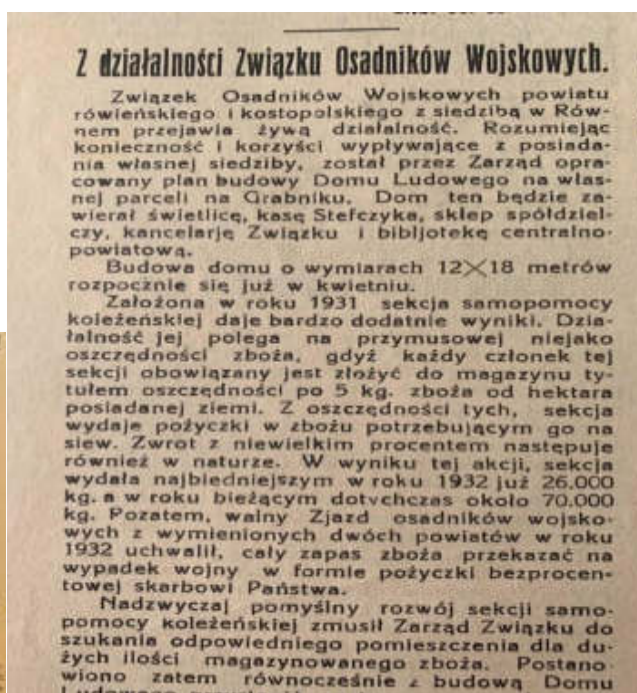 Z działalności Związku Osadników Wojskowych.
Związek Osadników Wojskowych powiatu
rówieńskiego i kostopolskiego z siedzibą w Rów-
nem przejawia żywą działalność. Rozumiejąc
konieczność i korzyści wypływające z posiada-
nia własnej siedziby, został przez Zarząd opra-
cowany plan budowy Domu Ludowego na włas-
nej parceli na Grabniku. Dom ten będzie za-
wierał świetlicę, kasę Stefczyka, sklep spółdziel-
czy, kancelarję Związku i bibljotekę centralno-
powiatową.
Budowa domu o wymiarach 12×18 metrów
rozpocznie się już w kwietniu.
Założona w roku 1931 sekcja samopomocy
koleżeńskiej daje bardzo dodatnie wyniki. Dzia-
łalność jej polega na przymusowej niejako
oszczędności zboża, gdyż każdy członek tej
sekcji obowiązany jest złożyć do magazynu ty-
tułem oszczędności po 5 kg. zboża od hektara
posiadanej ziemi. Z oszczędności tych, sekcja
wydaje pożyczki w zbożu potrzebującym go na
siew. Zwrot z niewielkim procentem następuje
również w naturze. W wyniku tej akcji, sekcja
wydała najbiedniejszym w roku 1932 już 26.000
kg. a w roku bieżącym dotychczas około 70.000
kg. Pozatem, walny Zjazd osadników wojsko-
wych z wymienionych dwóch powiatów w roku
1932 uchwalił, cały zapas zboża przekazać na
wypadek wojny w formie pożyczki bezprocen-
towej skarbowi Państwa.
Nadzwyczaj pomyślny rozwój sekcji samo-
pomocy koleżeńskiej zmusił Zarząd Związku do
szukania odpowiedniego pomieszczenia dla du-
żych ilości magazynowanego zboża. Postano
wiono zatem równocześnie z budową Domu